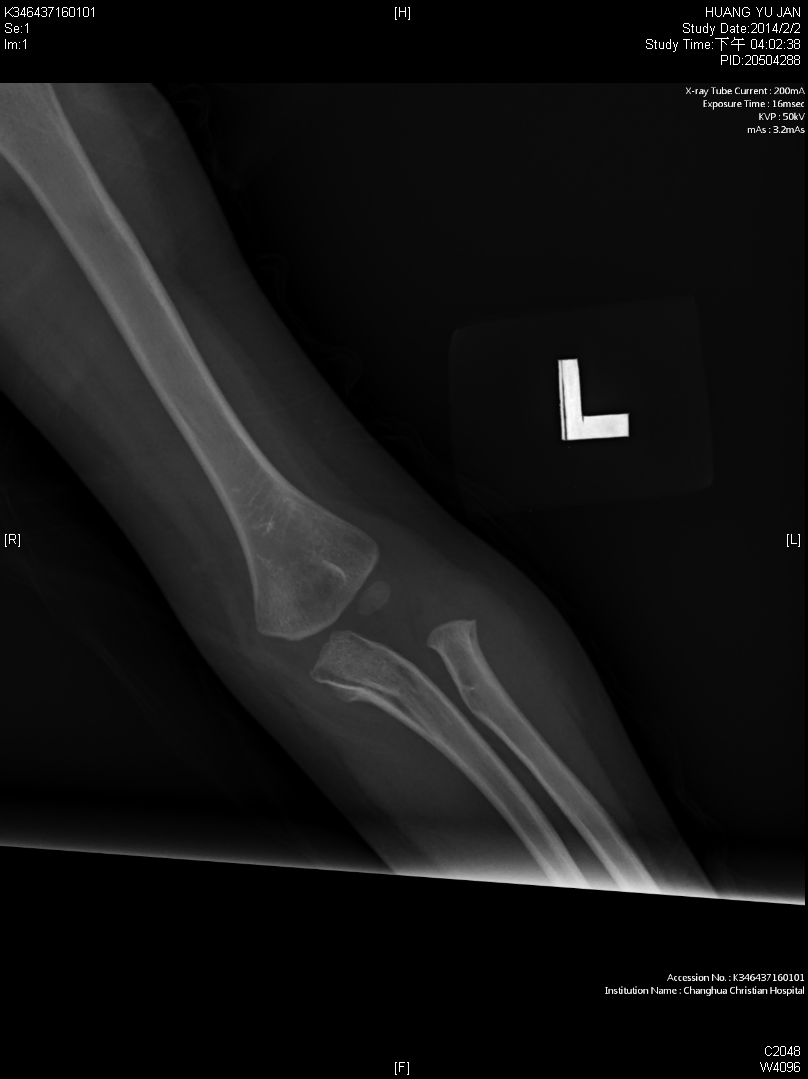 K346437160101
Se:1
Im:1
[H]
HUANG YU JAN
Study Date:2014/2/2
Study Time:下午 04:02:38
PID:20504288
X-ray Tube Current : 200mA
Exposure Time : 16msec
KVP : 50kV
mAs : 3.2mAs
L
[R]
[L]
Accession No. : K346437160101
Institution Name : Changhua Christian Hospital
C2048
W4096
[F]